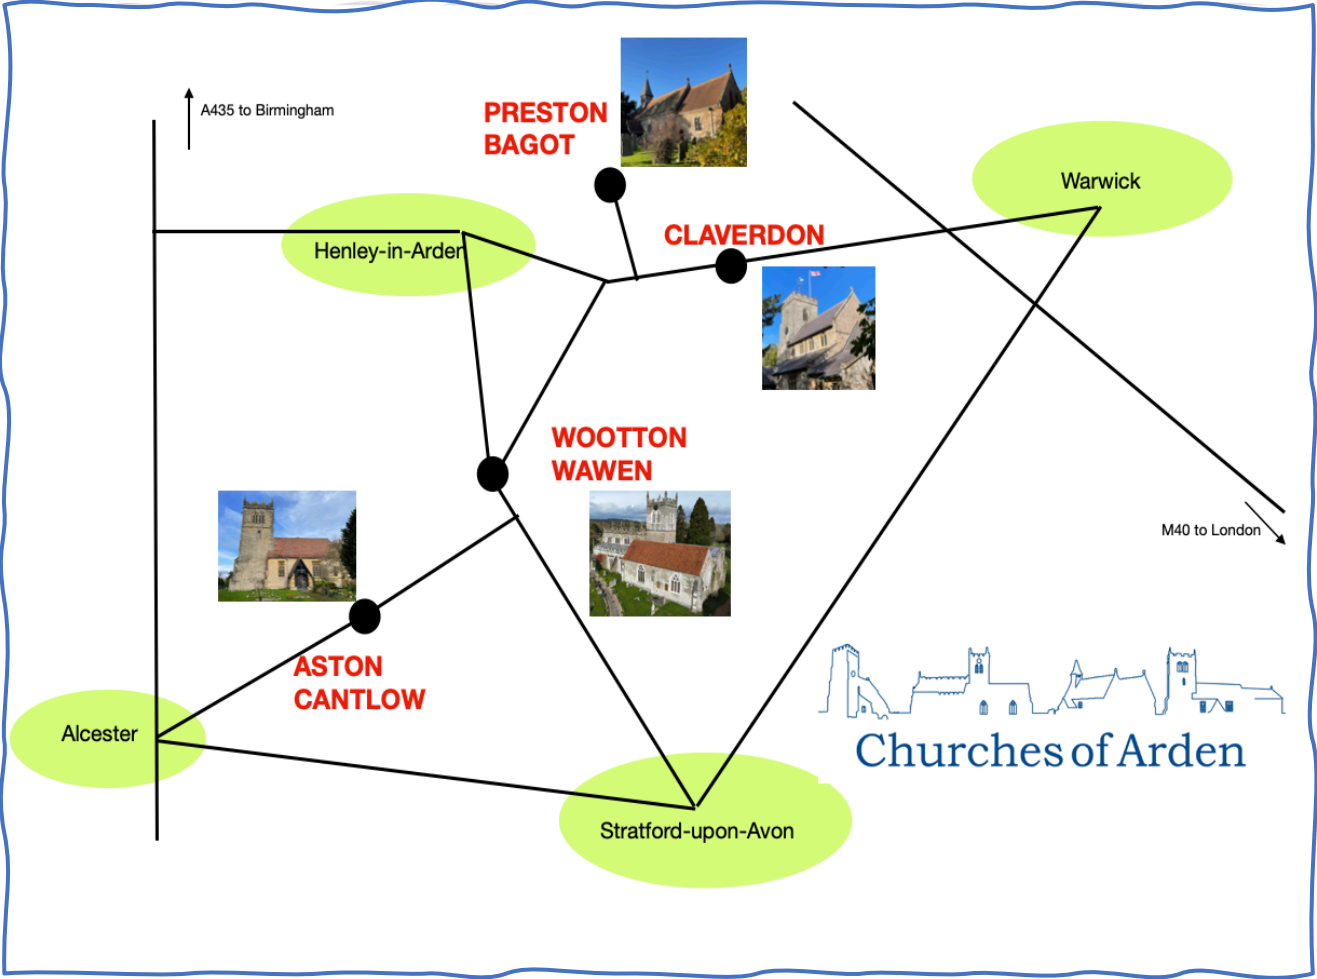 A435 to Birmingham
PRESTON
BAGOT
Warwick
CLAVERDON
Henley-in-Arden
WOOTTON
WAWEN
M40 to London
ASTON
CANTLOW
Alcester
Churches of Arden
Stratford-upon-Avon